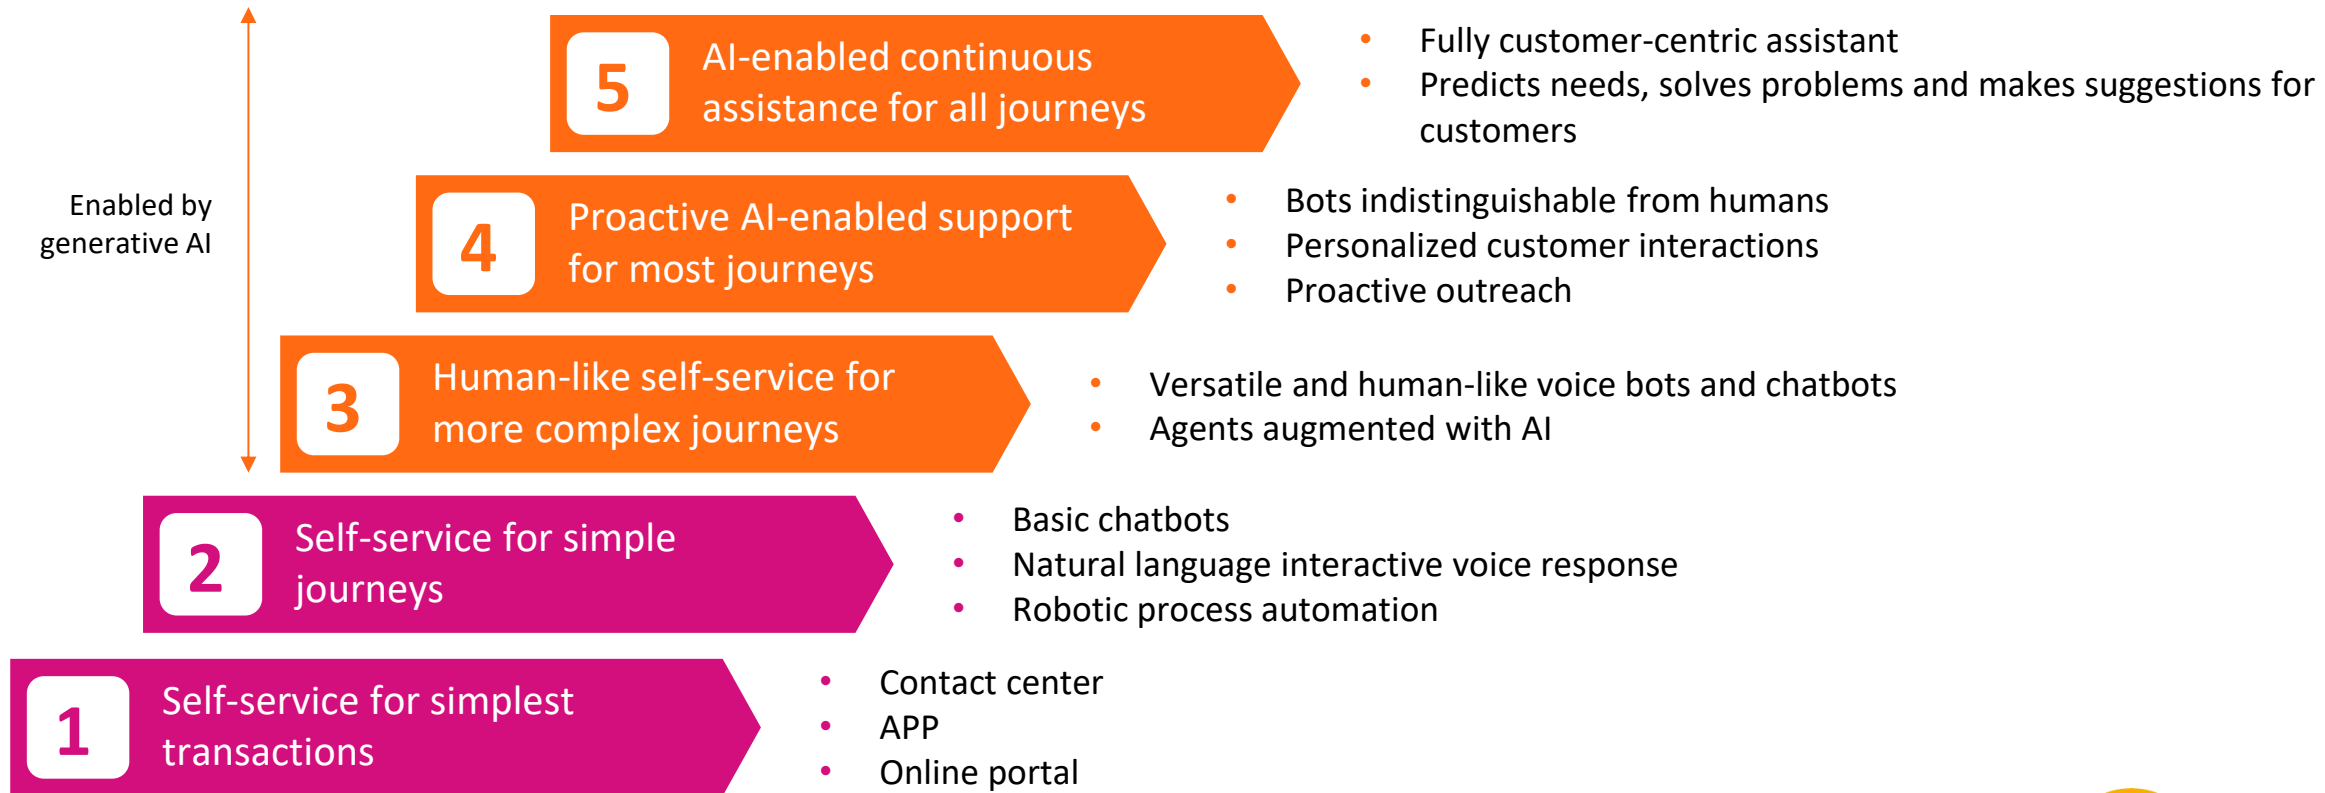 5
AI-enabled continuous
assistance for all journeys
• Fully customer-centric assistant
• Predicts needs, solves problems and makes suggestions for
customers
Enabled by
generative AI
4
Proactive AI-enabled support
for most journeys
• Bots indistinguishable from humans
• Personalized customer interactions
• Proactive outreach
3
Human-like self-service for
more complex journeys
• Versatile and human-like voice bots and chatbots
• Agents augmented with AI
2
Self-service for simple
journeys
• Basic chatbots
• Natural language interactive voice response
• Robotic process automation
1
Self-service for simplest
transactions
• Contact center
• APP
• Online portal